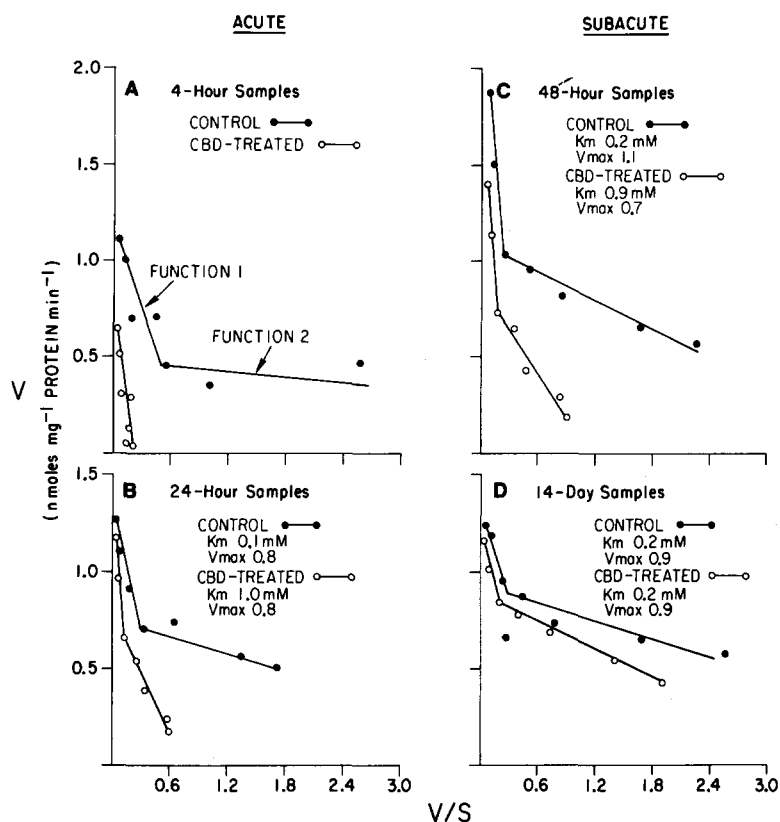 ACUTE
SUBACUTE
A 4-Hour Samples
CONTROL
CBD-TREATED
FUNCTION 1
FUNCTION 2
2.0
1.5
1.0
0.5
C 48-Hour Samples
CONTROL
Km 0.2 mM
Vmax 1.1
CBD-TREATED
Km 0.9 mM
Vmax 0.7
V
(nmoles mg⁻¹ PROTEIN min⁻¹)
B 24-Hour Samples
CONTROL
Km 0.1 mM
Vmax 0.8
CBD-TREATED
Km 1.0 mM
Vmax 0.8
1.5
1.0
0.5
0.6 1.2 1.8 2.4 3.0
D 14-Day Samples
CONTROL
Km 0.2 mM
Vmax 0.9
CBD-TREATED
Km 0.2 mM
Vmax 0.9
0.6 1.2 1.8 2.4 3.0
V/S